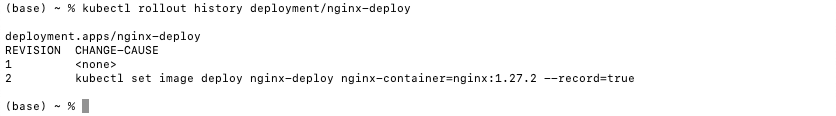 (base) ~ % kubectl rollout history deployment/nginx-deploy
deployment.apps/nginx-deploy
REVISION  CHANGE-CAUSE
1         <none>
2         kubectl set image deploy nginx-deploy nginx-container=nginx:1.27.2 --record=true
(base) ~ %